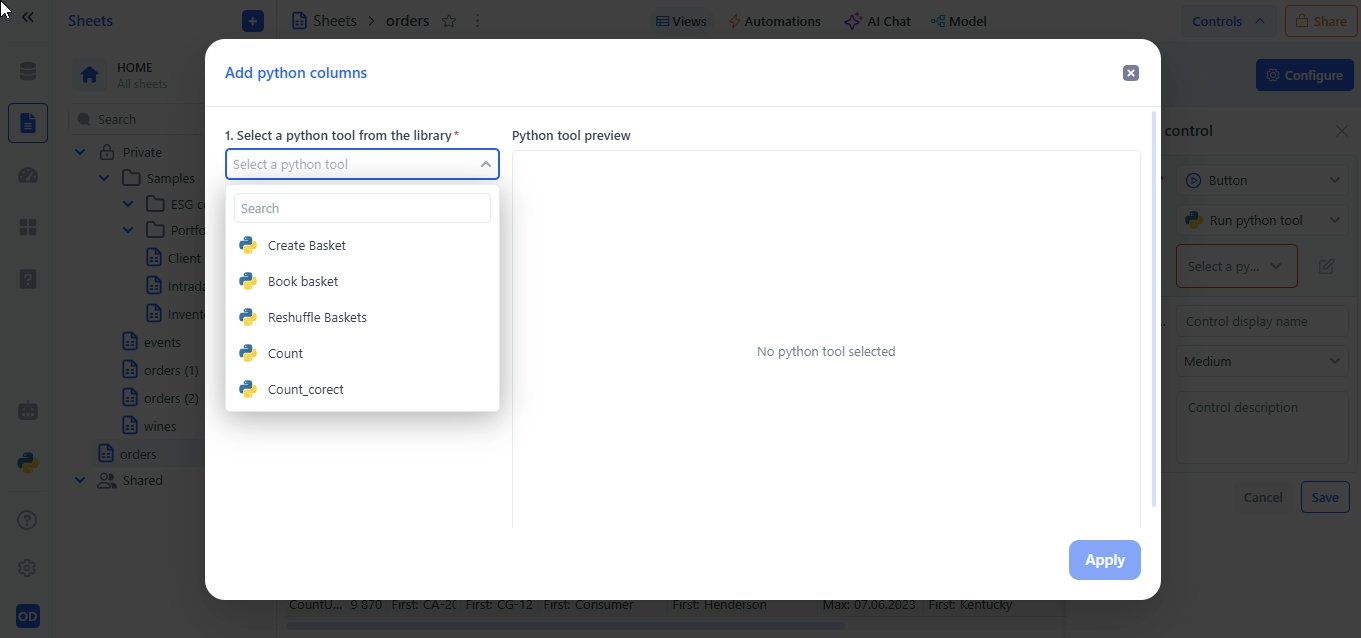 Sheets
Sheets > orders
Views
Automations
AI Chat
Model
Controls
Share
HOME
All sheets
Configure
Search
Private
Samples
ESG
Client
events
orders (1)
orders (2)
wines
orders
Shared
OD
Add python columns
1. Select a python tool from the library*
Select a python tool
Search
Create Basket
Book basket
Reshuffle Baskets
Count
Count_corect
Python tool preview
No python tool selected
Apply
control
Button
Run python tool
Select a py...
Control display name
Medium
Control description
Cancel
Save
CountU... 9 870 First: CA-20 First: CG-12 First: Consumer First: Henderson Max: 07.06.2023 First: Kentucky